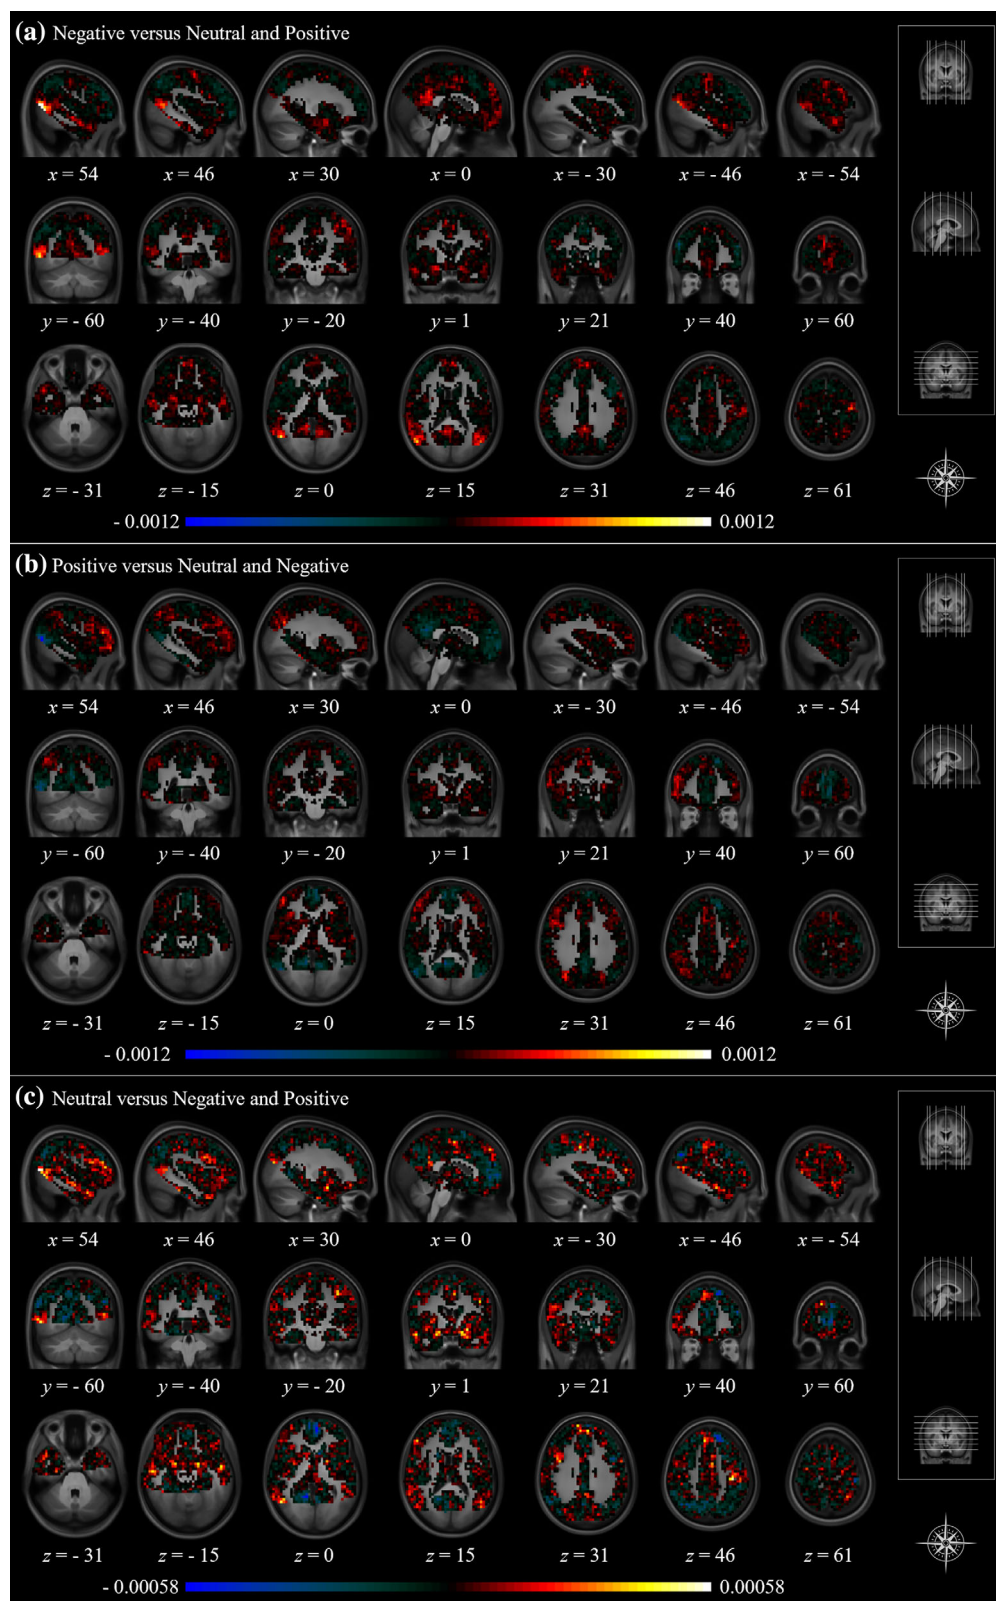 (a) Negative versus Neutral and Positive
x = 54 x = 46 x = 30 x = 0 x = - 30 x = - 46 x = - 54
y = - 60 y = - 40 y = - 20 y = 1 y = 21 y = 40 y = 60
z = - 31 z = - 15 z = 0 z = 15 z = 31 z = 46 z = 61
- 0.0012 0.0012
(b) Positive versus Neutral and Negative
x = 54 x = 46 x = 30 x = 0 x = - 30 x = - 46 x = - 54
y = - 60 y = - 40 y = - 20 y = 1 y = 21 y = 40 y = 60
z = - 31 z = - 15 z = 0 z = 15 z = 31 z = 46 z = 61
- 0.0012 0.0012
(c) Neutral versus Negative and Positive
x = 54 x = 46 x = 30 x = 0 x = - 30 x = - 46 x = - 54
y = - 60 y = - 40 y = - 20 y = 1 y = 21 y = 40 y = 60
z = - 31 z = - 15 z = 0 z = 15 z = 31 z = 46 z = 61
- 0.00058 0.00058